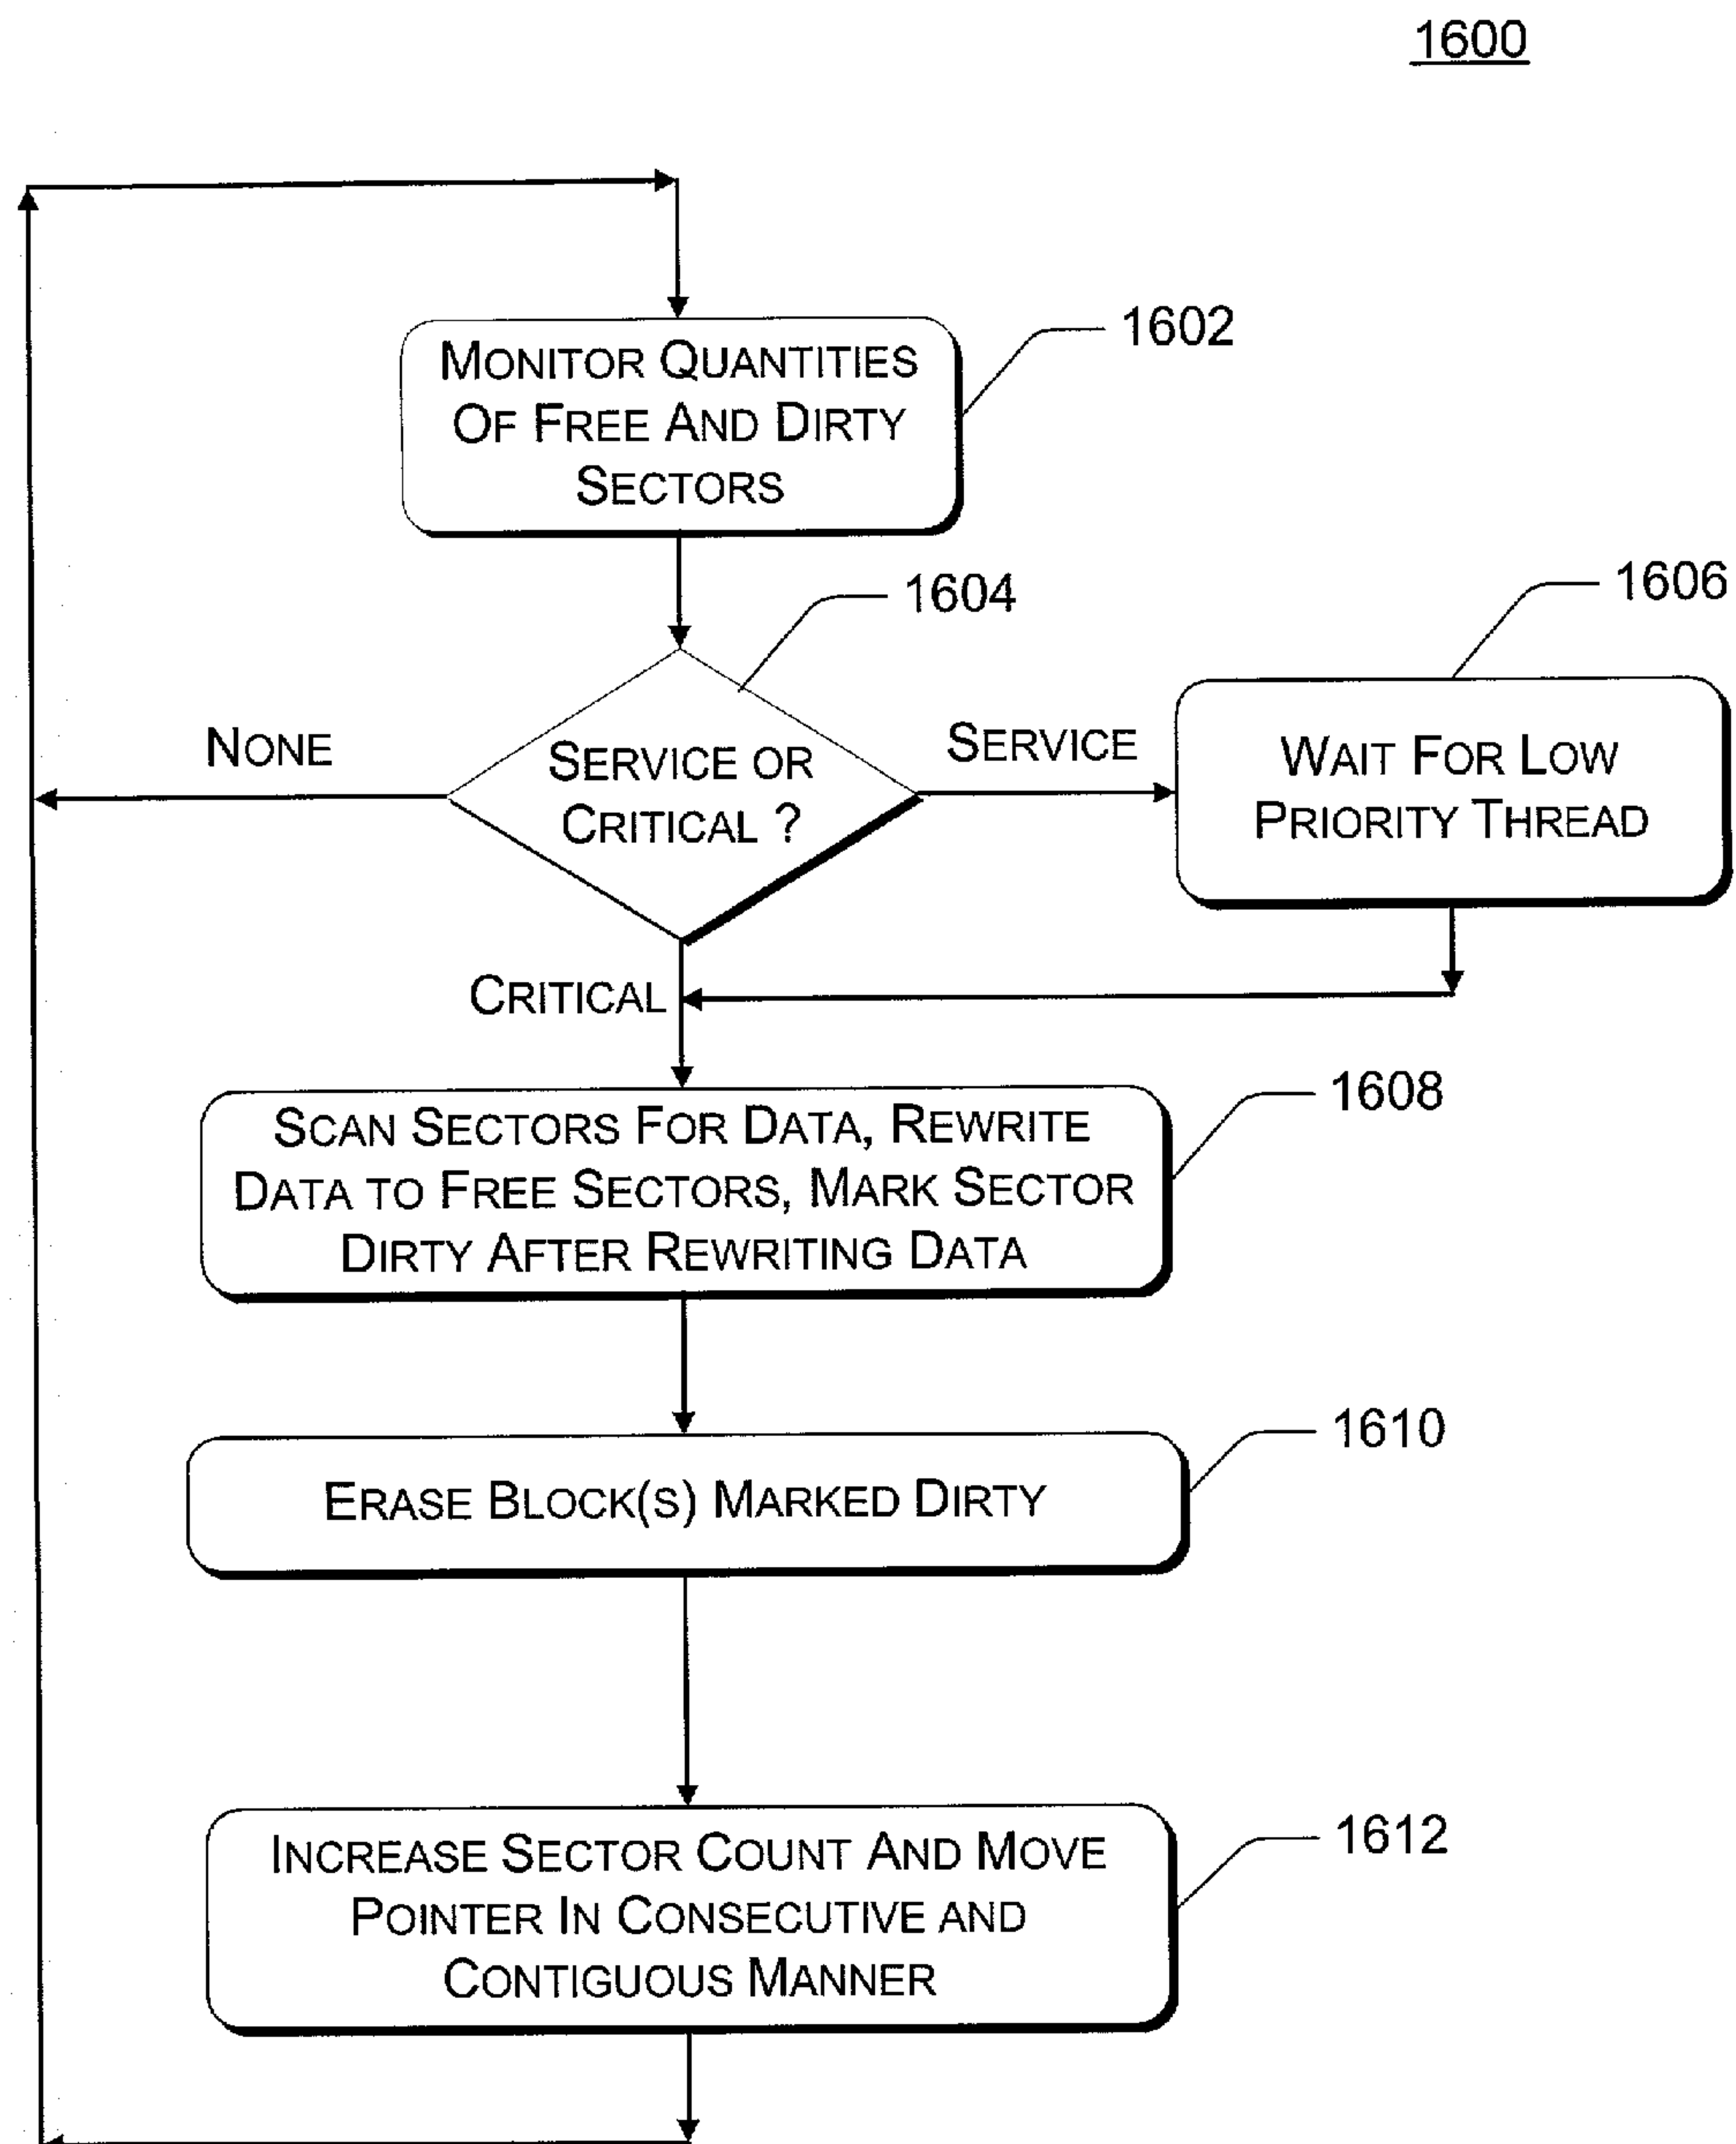 1600
1602
MONITOR QUANTITIES
OF FREE AND DIRTY
SECTORS
1604
1606
NONE
SERVICE OR
CRITICAL ?
SERVICE
WAIT FOR LOW
PRIORITY THREAD
CRITICAL
1608
SCAN SECTORS FOR DATA, REWRITE
DATA TO FREE SECTORS, MARK SECTOR
DIRTY AFTER REWRITING DATA
1610
ERASE BLOCK(S) MARKED DIRTY
1612
INCREASE SECTOR COUNT AND MOVE
POINTER IN CONSECUTIVE AND
CONTIGUOUS MANNER